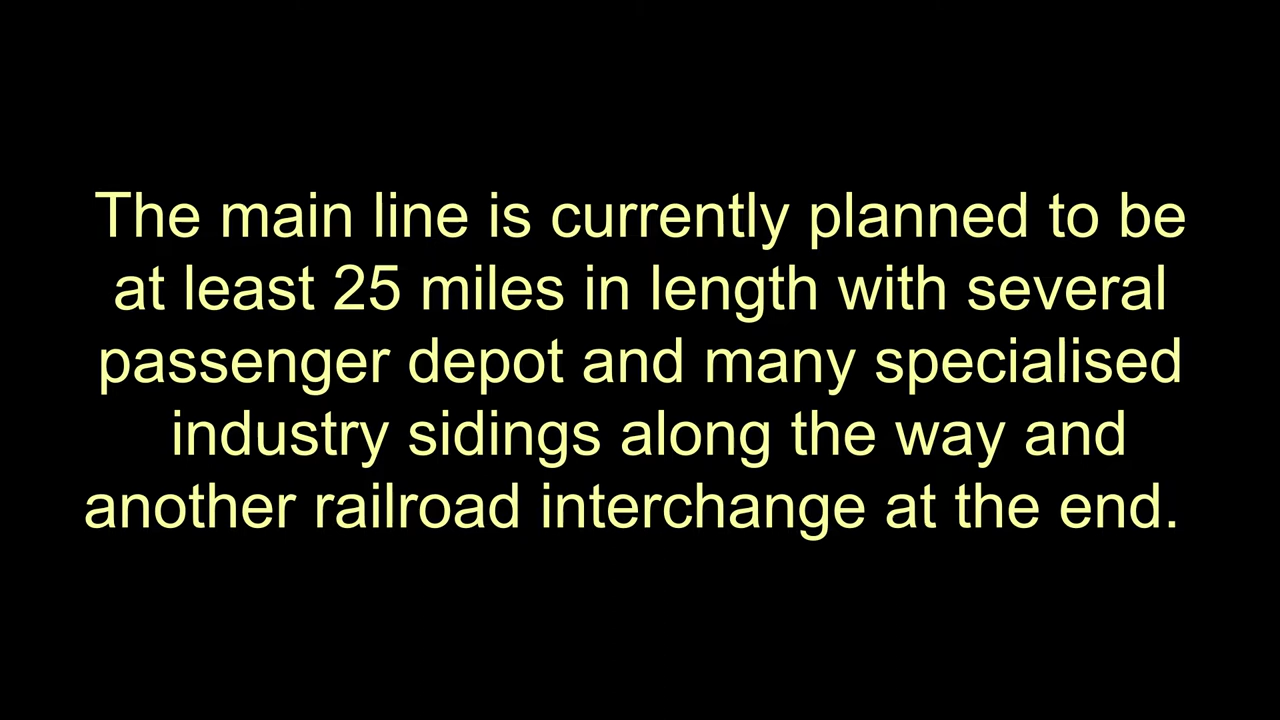 The main line is currently planned to be
at least 25 miles in length with several
passenger depot and many specialised
industry sidings along the way and
another railroad interchange at the end.